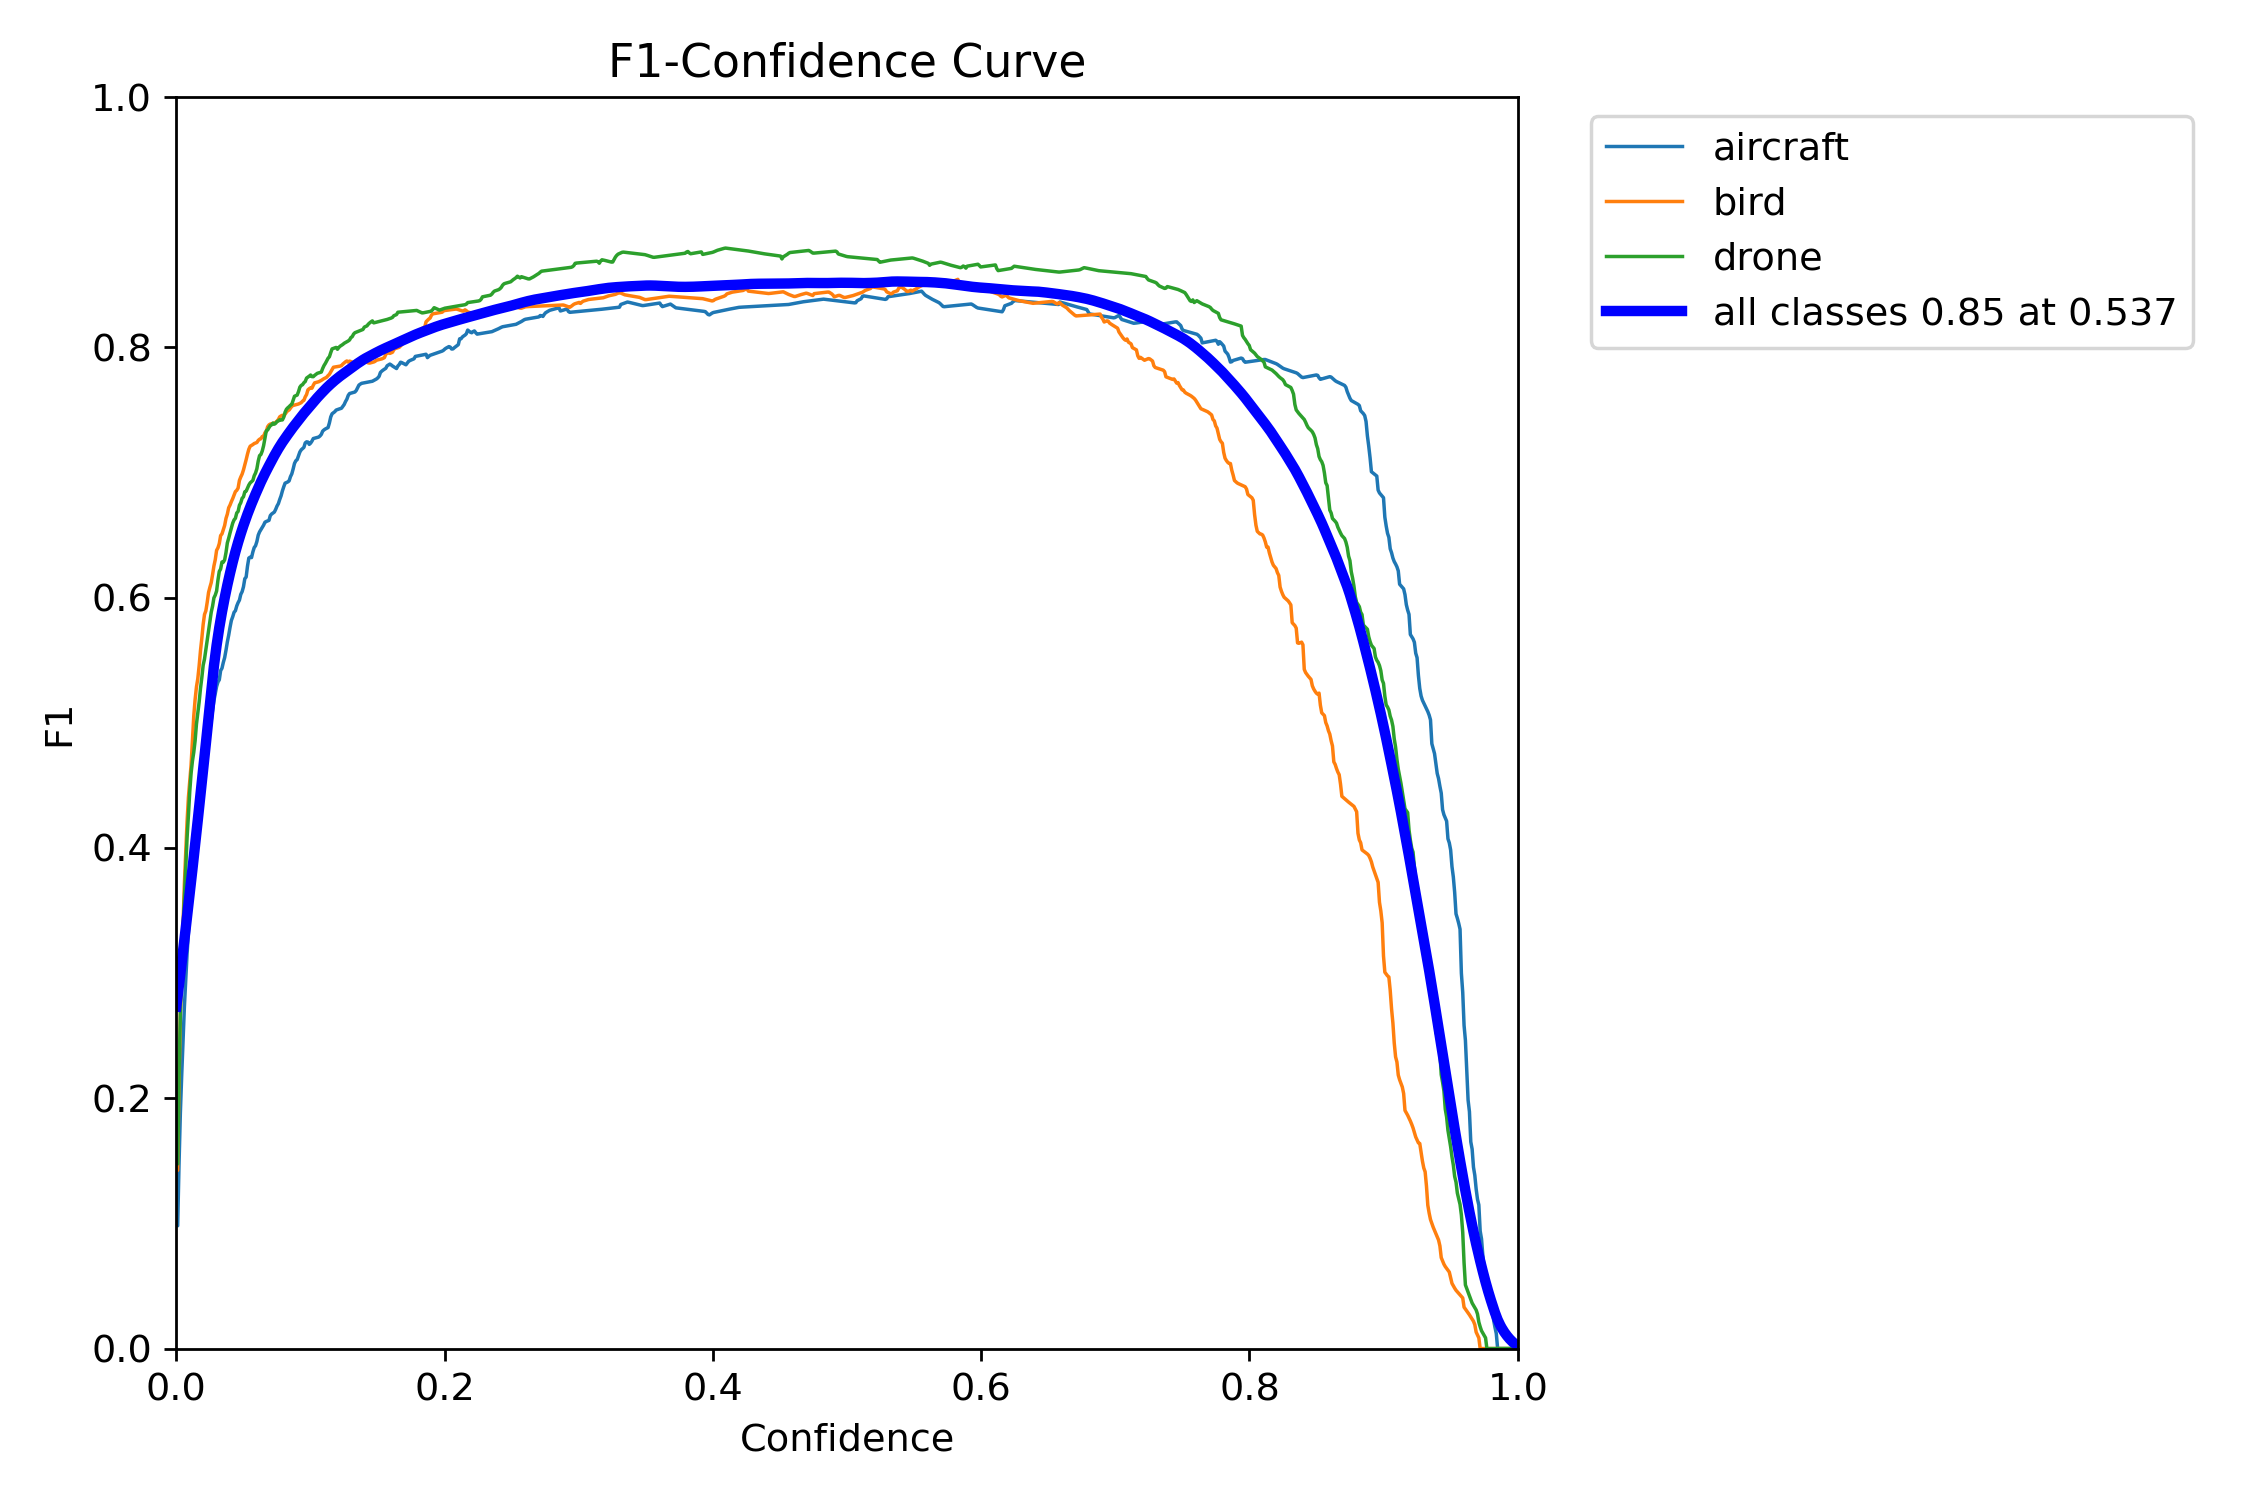 F1-Confidence Curve
1.0
0.8
0.6
0.4
0.2
0.0
F1
0.0 0.2 0.4 0.6 0.8 1.0
Confidence
aircraft
bird
drone
all classes 0.85 at 0.537